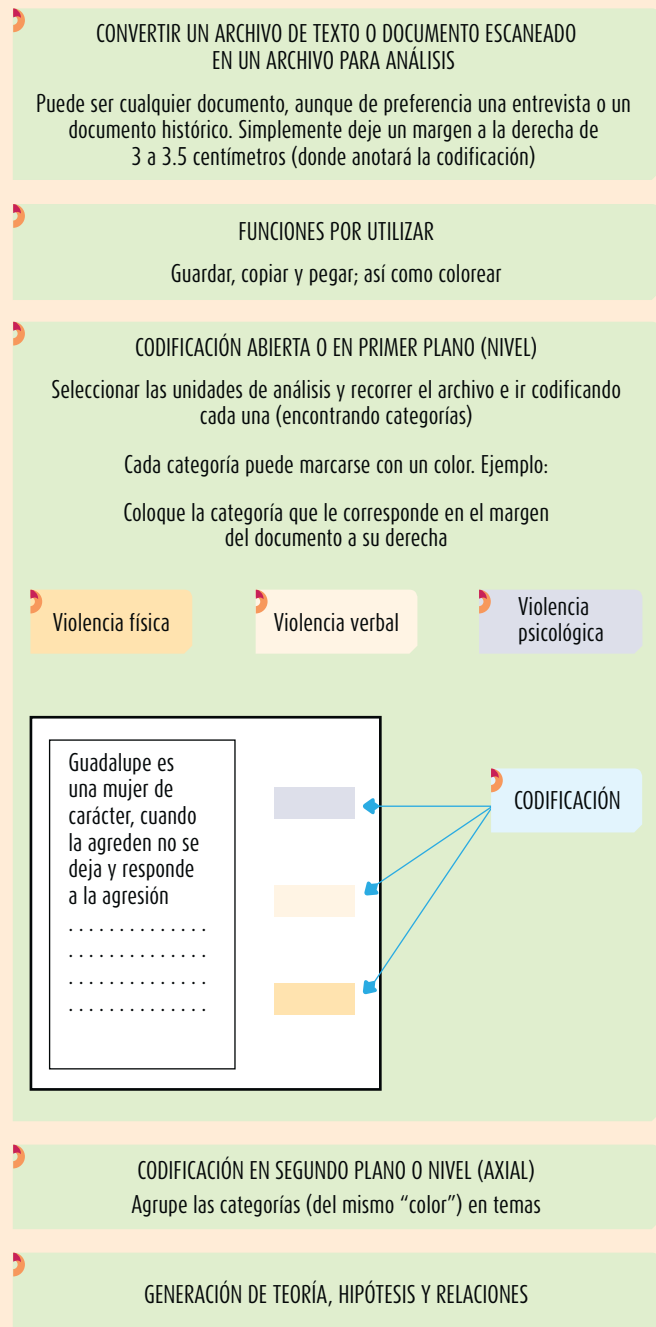 CONVERTIR UN ARCHIVO DE TEXTO O DOCUMENTO ESCANEADO
EN UN ARCHIVO PARA ANÁLISIS
Puede ser cualquier documento, aunque de preferencia una entrevista o un
documento histórico. Simplemente deje un margen a la derecha de
3 a 3.5 centímetros (donde anotará la codificación)
FUNCIONES POR UTILIZAR
Guardar, copiar y pegar; así como colorear
CODIFICACIÓN ABIERTA O EN PRIMER PLANO (NIVEL)
Seleccionar las unidades de análisis y recorrer el archivo e ir codificando
cada una (encontrando categorías)
Cada categoría puede marcarse con un color. Ejemplo:
Coloque la categoría que le corresponde en el margen
del documento a su derecha
Violencia física
Violencia verbal
Violencia
psicológica
Guadalupe es
una mujer de
carácter, cuando
la agreden no se
deja y responde
a la agresión
. . . . . . . . . . . . . .
. . . . . . . . . . . . . .
. . . . . . . . . . . . . .
. . . . . . . . . . . . . .
CODIFICACIÓN
CODIFICACIÓN EN SEGUNDO PLANO O NIVEL (AXIAL)
Agrupe las categorías (del mismo “color”) en temas
GENERACIÓN DE TEORÍA, HIPÓTESIS Y RELACIONES